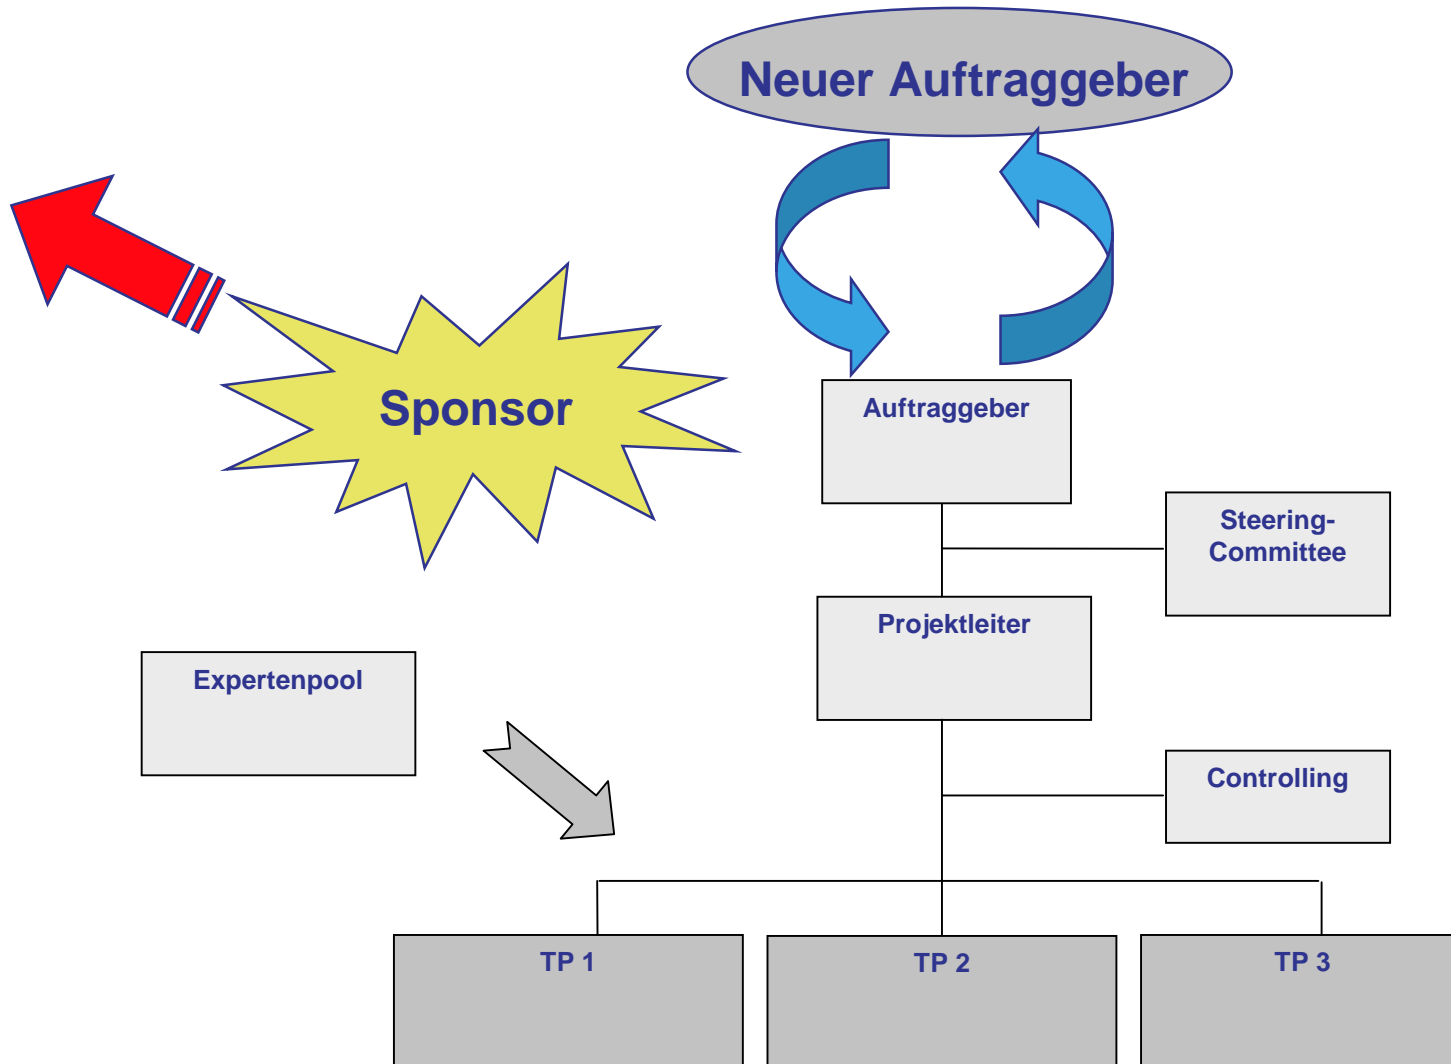 Neuer Auftraggeber
Sponsor
Auftraggeber
Steering-
Committee
Projektleiter
Expertenpool
Controlling
TP 1
TP 2
TP 3